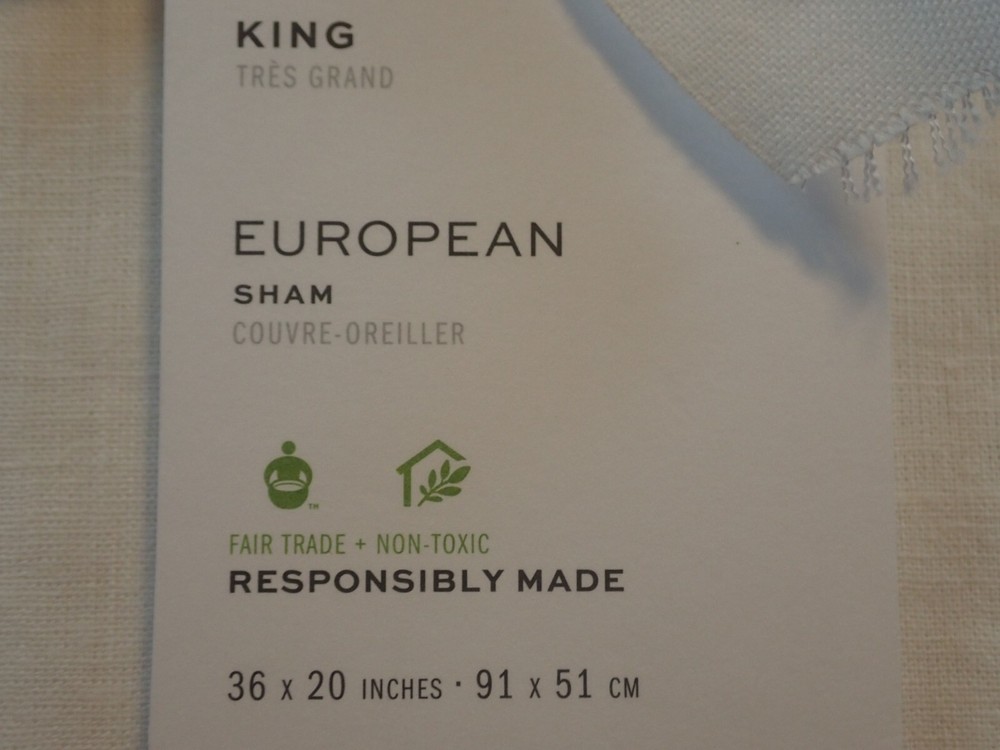 KING
TRÈS GRAND
EUROPEAN
SHAM
COUVRE-OREILLER
TM
FAIR TRADE + NON-TOXIC
RESPONSIBLY MADE
36 x 20 INCHES · 91 x 51 CM